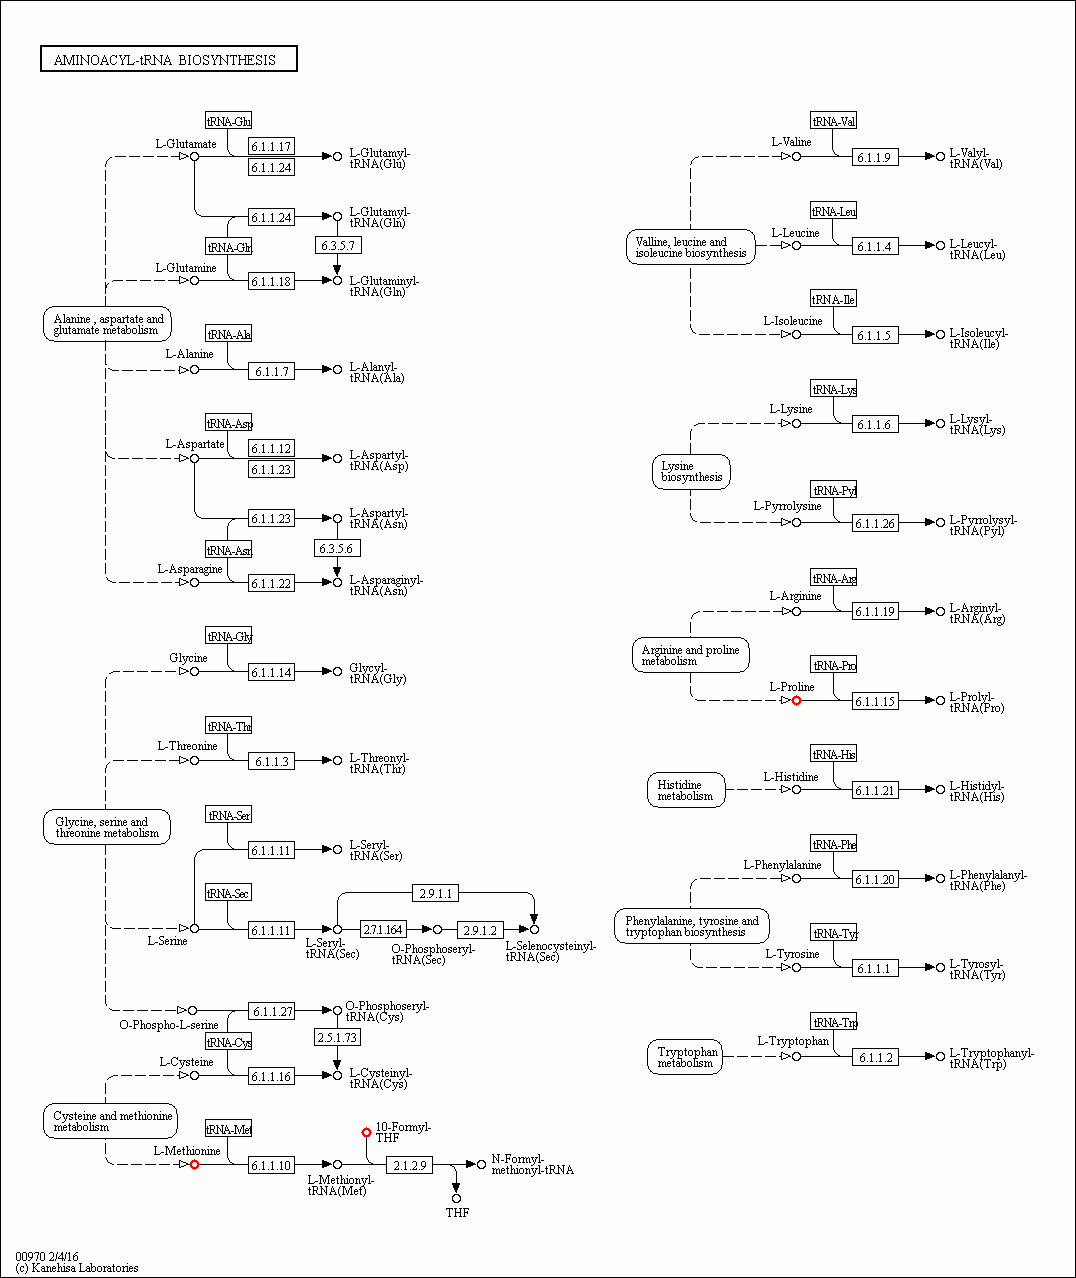 AMINOACYL-tRNA BIOSYNTHESIS
tRNA-Glu
L-Glutamate
6.1.1.17
6.1.1.24
L-Glutamyl-
tRNA(Glu)
6.1.1.24
L-Glutamyl-
tRNA(Gln)
tRNA-Gln
6.3.5.7
L-Glutamine
6.1.1.18
L-Glutaminyl-
tRNA(Gln)
Alanine , aspartate and
glutamate metabolism
tRNA-Ala
L-Alanine
6.1.1.7
L-Alanyl-
tRNA(Ala)
tRNA-Asp
L-Aspartate
6.1.1.12
6.1.1.23
L-Aspartyl-
tRNA(Asp)
6.1.1.23
L-Aspartyl-
tRNA(Asn)
tRNA-Asn
6.3.5.6
L-Asparagine
6.1.1.22
L-Asparaginyl-
tRNA(Asn)
tRNA-Gly
Glycine
6.1.1.14
Glycyl-
tRNA(Gly)
tRNA-Thr
L-Threonine
6.1.1.3
L-Threonyl-
tRNA(Thr)
Glycine, serine and
threonine metabolism
tRNA-Ser
6.1.1.11
L-Seryl-
tRNA(Ser)
tRNA-Sec
L-Serine
6.1.1.11
L-Seryl-
tRNA(Sec)
2.9.1.1
2.7.1.164
O-Phosphoseryl-
tRNA(Sec)
2.9.1.2
L-Selenocysteinyl-
tRNA(Sec)
O-Phospho-L-serine
6.1.1.27
O-Phosphoseryl-
tRNA(Cys)
tRNA-Cys
2.5.1.73
L-Cysteine
6.1.1.16
L-Cysteinyl-
tRNA(Cys)
Cysteine and methionine
metabolism
tRNA-Met
L-Methionine
6.1.1.10
L-Methionyl-
tRNA(Met)
10-Formyl-
THF
2.1.2.9
N-Formyl-
methionyl-tRNA
THF
tRNA-Val
L-Valine
6.1.1.9
L-Valyl-
tRNA(Val)
tRNA-Leu
Valline, leucine and
isoleucine biosynthesis
L-Leucine
6.1.1.4
L-Leucyl-
tRNA(Leu)
tRNA-Ile
L-Isoleucine
6.1.1.5
L-Isoleucyl-
tRNA(Ile)
tRNA-Lys
L-Lysine
6.1.1.6
L-Lysyl-
tRNA(Lys)
Lysine
biosynthesis
tRNA-Pyl
L-Pyrrolysine
6.1.1.26
L-Pyrrolysyl-
tRNA(Pyl)
tRNA-Arg
L-Arginine
6.1.1.19
L-Arginyl-
tRNA(Arg)
Arginine and proline
metabolism
tRNA-Pro
L-Proline
6.1.1.15
L-Prolyl-
tRNA(Pro)
tRNA-His
Histidine
metabolism
L-Histidine
6.1.1.21
L-Histidyl-
tRNA(His)
tRNA-Phe
L-Phenylalanine
6.1.1.20
L-Phenylalanyl-
tRNA(Phe)
Phenylalanine, tyrosine and
tryptophan biosynthesis
tRNA-Tyr
L-Tyrosine
6.1.1.1
L-Tyrosyl-
tRNA(Tyr)
tRNA-Trp
Tryptophan
metabolism
L-Tryptophan
6.1.1.2
L-Tryptophanyl-
tRNA(Trp)
00970 2/4/16
(c) Kanehisa Laboratories